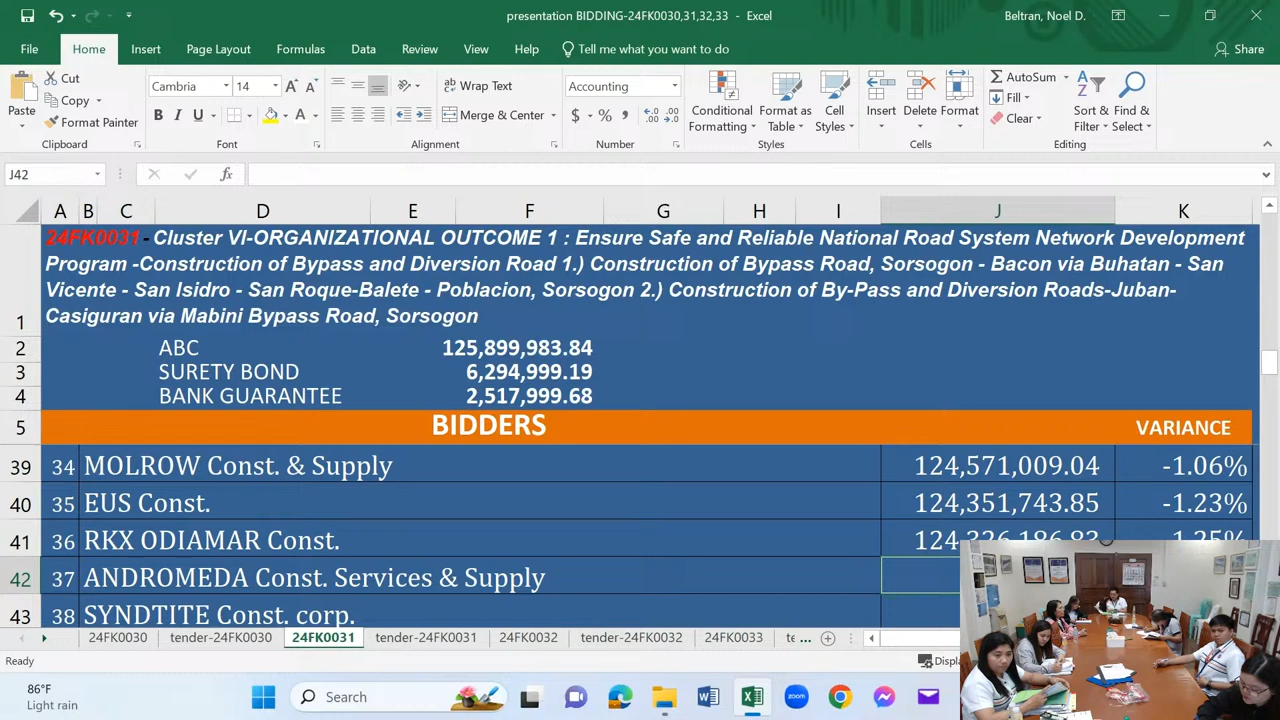 presentation BIDDING-24FK0030,31,32,33 - Excel
Beltran, Noel D.
File Home Insert Page Layout Formulas Data Review View Help Tell me what you want to do Share
Paste Cut Copy Format Painter Clipboard
Cambria 14 B I U A Font
Wrap Text Merge & Center Alignment
Accounting $ % , Number
Conditional Formatting Format as Table Cell Styles Styles
Insert Delete Format Cells
AutoSum Fill Clear Sort & Filter Find & Select Editing
J42 fx
A B C D E F G H I J K
24FK0031 - Cluster VI-ORGANIZATIONAL OUTCOME 1 : Ensure Safe and Reliable National Road System Network Development
Program -Construction of Bypass and Diversion Road 1.) Construction of Bypass Road, Sorsogon - Bacon via Buhatan - San
Vicente - San Isidro - San Roque-Balete - Poblacion, Sorsogon 2.) Construction of By-Pass and Diversion Roads-Juban-
1 Casiguran via Mabini Bypass Road, Sorsogon
2 ABC 125,899,983.84
3 SURETY BOND 6,294,999.19
4 BANK GUARANTEE 2,517,999.68
5 BIDDERS VARIANCE
39 34 MOLROW Const. & Supply 124,571,009.04 -1.06%
40 35 EUS Const. 124,351,743.85 -1.23%
41 36 RKX ODIAMAR Const. 124,326,186.83 -1.25%
42 37 ANDROMEDA Const. Services & Supply
43 38 SYNDTITE Const. corp.
24FK0030 tender-24FK0030 24FK0031 tender-24FK0031 24FK0032 tender-24FK0032 24FK0033 te ...
Ready
86°F
Light rain
Search
zoom